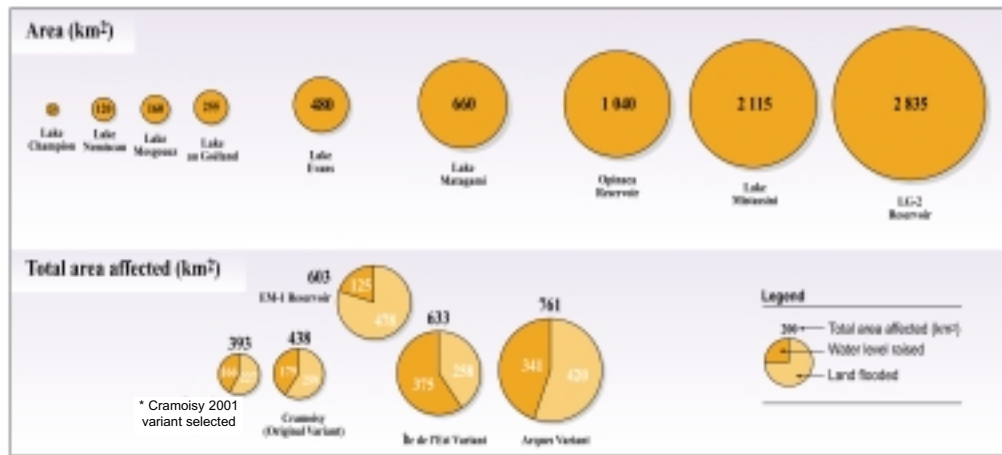 Area (km²)
120
160
255
480
660
1 040
2 115
2 835
Lake
Champion
Lake
Nemiscau
Lake
Mesgouez
Lake
au Goéland
Lake
Evans
Lake
Matagami
Opinaca
Reservoir
Lake
Mistassini
LG-2
Reservoir
Total area affected (km²)
603
EM-1 Reservoir
125
478
393
166
227
* Cramoisy 2001
variant selected
438
179
259
Cramoisy
(Original Variant)
633
375
258
Île de l'Est Variant
761
341
420
Acques Variant
Legend
200
Total area affected (km²)
Water level raised
Land flooded